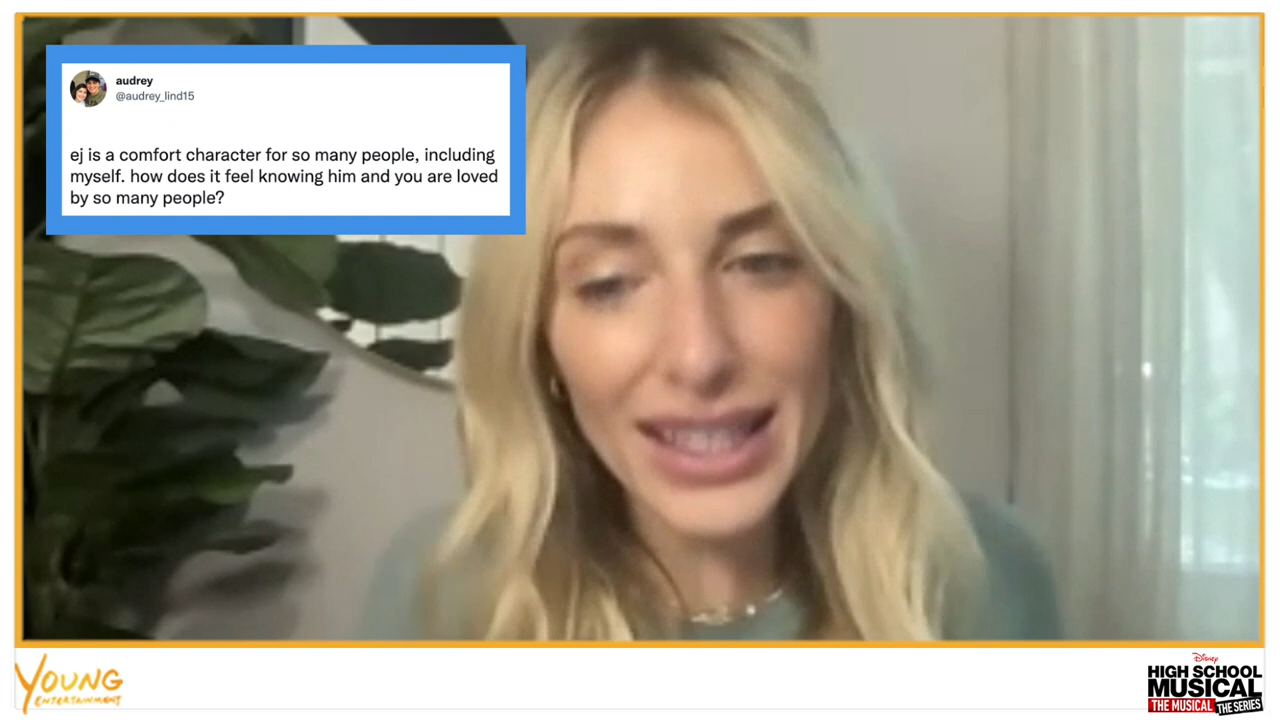 audrey
@audrey_lind15
ej is a comfort character for so many people, including
myself. how does it feel knowing him and you are loved
by so many people?
YOUNG
ENTERTAINMENT
Disney
HIGH SCHOOL
MUSICAL
THE MUSICAL THE SERIES